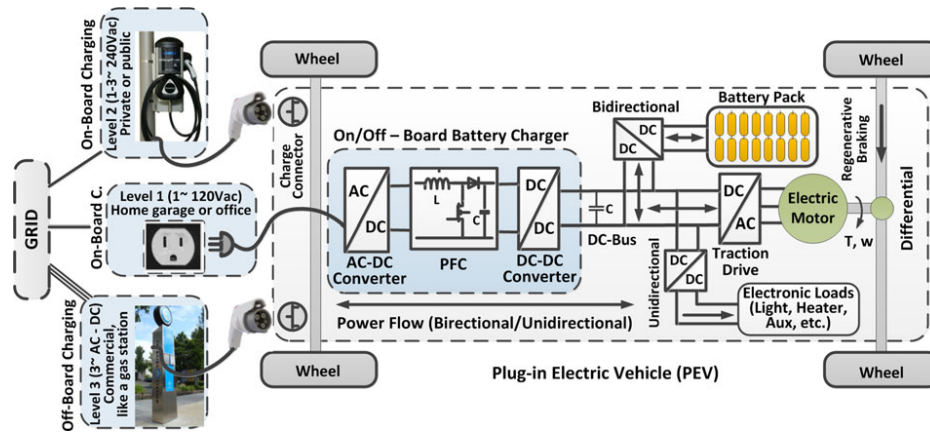 On-Board Charging
Level 2 (1-3~ 240Vac)
Private or public
GRID
On-Board C.
Level 1 (1~ 120Vac)
Home garage or office
Off-Board Charging
Level 3 (3~ AC - DC)
Commercial,
like a gas station
Charge
Connector
Wheel
Wheel
Wheel
Wheel
On/Off – Board Battery Charger
AC
DC
AC-DC
Converter
L
C
PFC
DC
DC
DC-DC
Converter
Power Flow (Birectional/Unidirectional)
Bidirectional
DC
DC
Battery Pack
C
DC-Bus
Unidirectional
DC
DC
DC
AC
Traction
Drive
Electric
Motor
T, w
Regenerative
Braking
Differential
Electronic Loads
(Light, Heater,
Aux, etc.)
Plug-in Electric Vehicle (PEV)